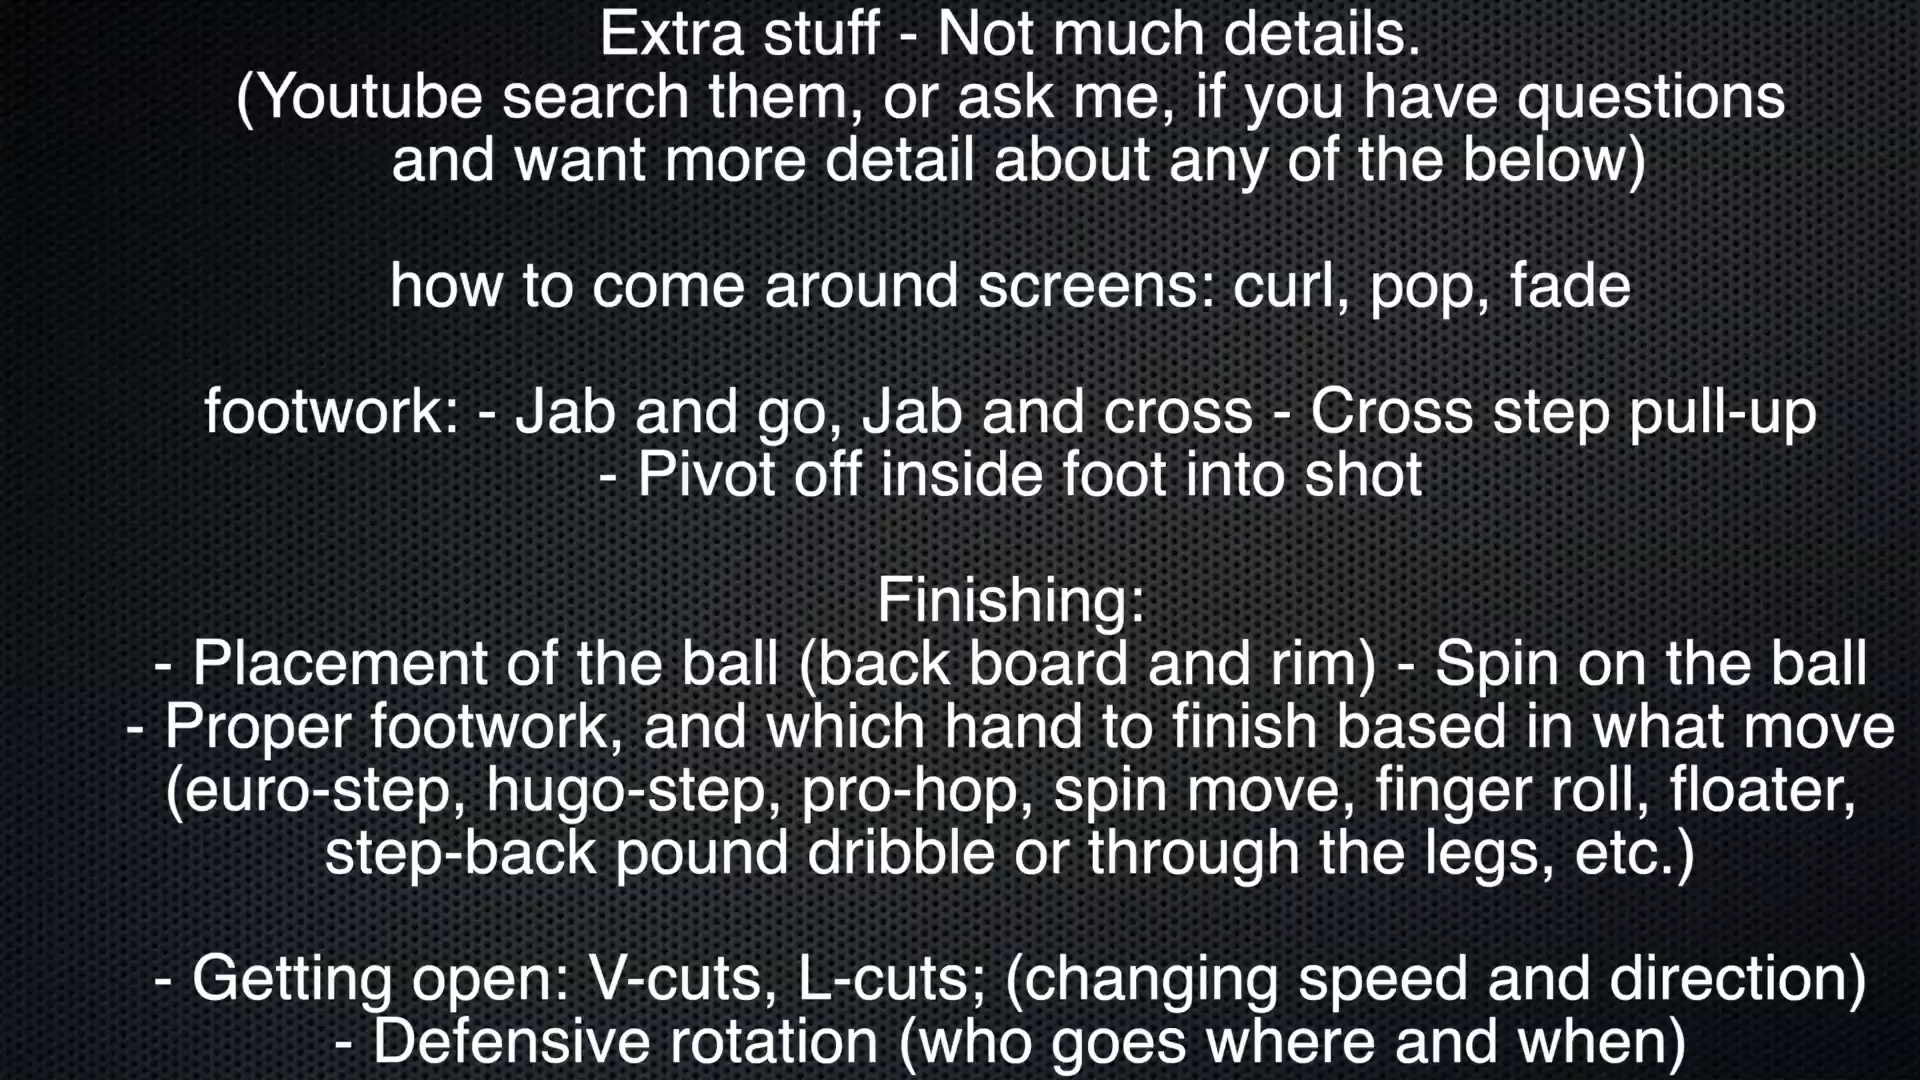 Extra stuff - Not much details.
(Youtube search them, or ask me, if you have questions
and want more detail about any of the below)
how to come around screens: curl, pop, fade
footwork: - Jab and go, Jab and cross - Cross step pull-up
- Pivot off inside foot into shot
Finishing:
- Placement of the ball (back board and rim) - Spin on the ball
- Proper footwork, and which hand to finish based in what move
(euro-step, hugo-step, pro-hop, spin move, finger roll, floater,
step-back pound dribble or through the legs, etc.)
- Getting open: V-cuts, L-cuts; (changing speed and direction)
- Defensive rotation (who goes where and when)